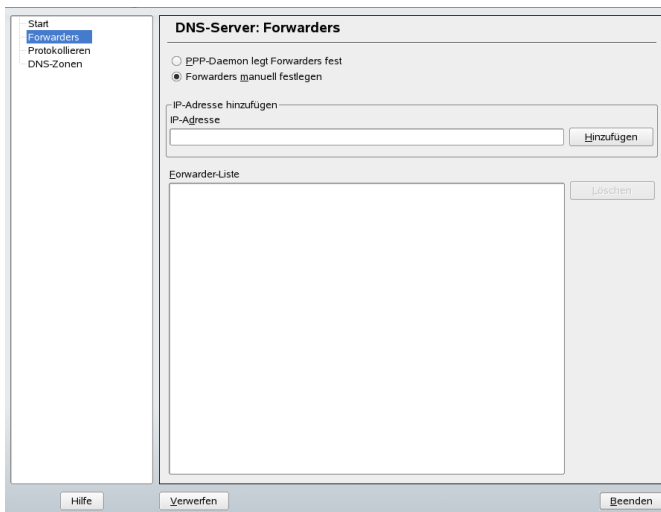 Start
Forwarders
Protokollieren
DNS-Zonen
DNS-Server: Forwarders
PPP-Daemon legt Forwarders fest
Forwarders manuell festlegen
IP-Adresse hinzufügen
IP-Adresse
Hinzufügen
Forwarder-Liste
Löschen
Hilfe
Verwerfen
Beenden